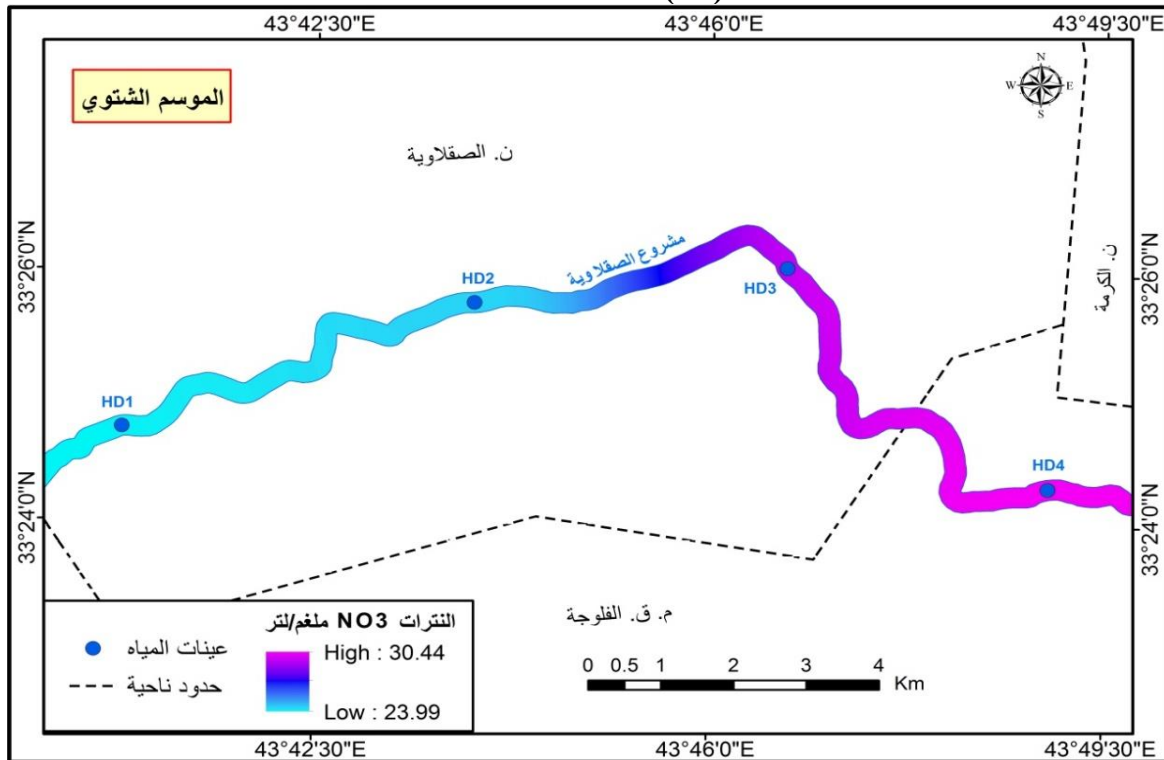 43°42'30"E 43°46'0"E 43°49'30"E
الموسم الشتوي
N
W E
S
ن. الصقلاوية
مشروع الصقلاوية
ن. الكرمة
33°26'0"N
33°26'0"N
HD2
HD3
HD1
HD4
33°24'0"N
33°24'0"N
م. ق. الفلوجة
النترات NO3 ملغم/لتر
عينات المياه
حدود ناحية
High : 30.44
Low : 23.99
0 0.5 1 2 3 4
Km
43°42'30"E 43°46'0"E 43°49'30"E